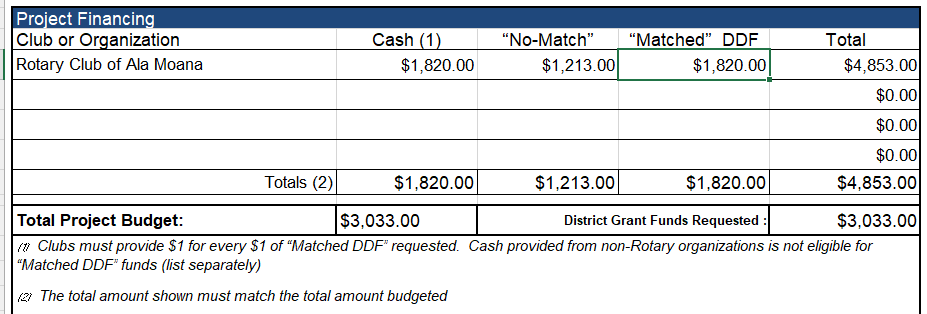 Project Financing
Club or Organization Cash (1) “No-Match” “Matched” DDF Total
Rotary Club of Ala Moana $1,820.00 $1,213.00 $1,820.00 $4,853.00
$0.00
$0.00
$0.00
Totals (2) $1,820.00 $1,213.00 $1,820.00 $4,853.00
Total Project Budget: $3,033.00 District Grant Funds Requested : $3,033.00
(1) Clubs must provide $1 for every $1 of “Matched DDF” requested. Cash provided from non-Rotary organizations is not eligible for
“Matched DDF” funds (list separately)
(2) The total amount shown must match the total amount budgeted